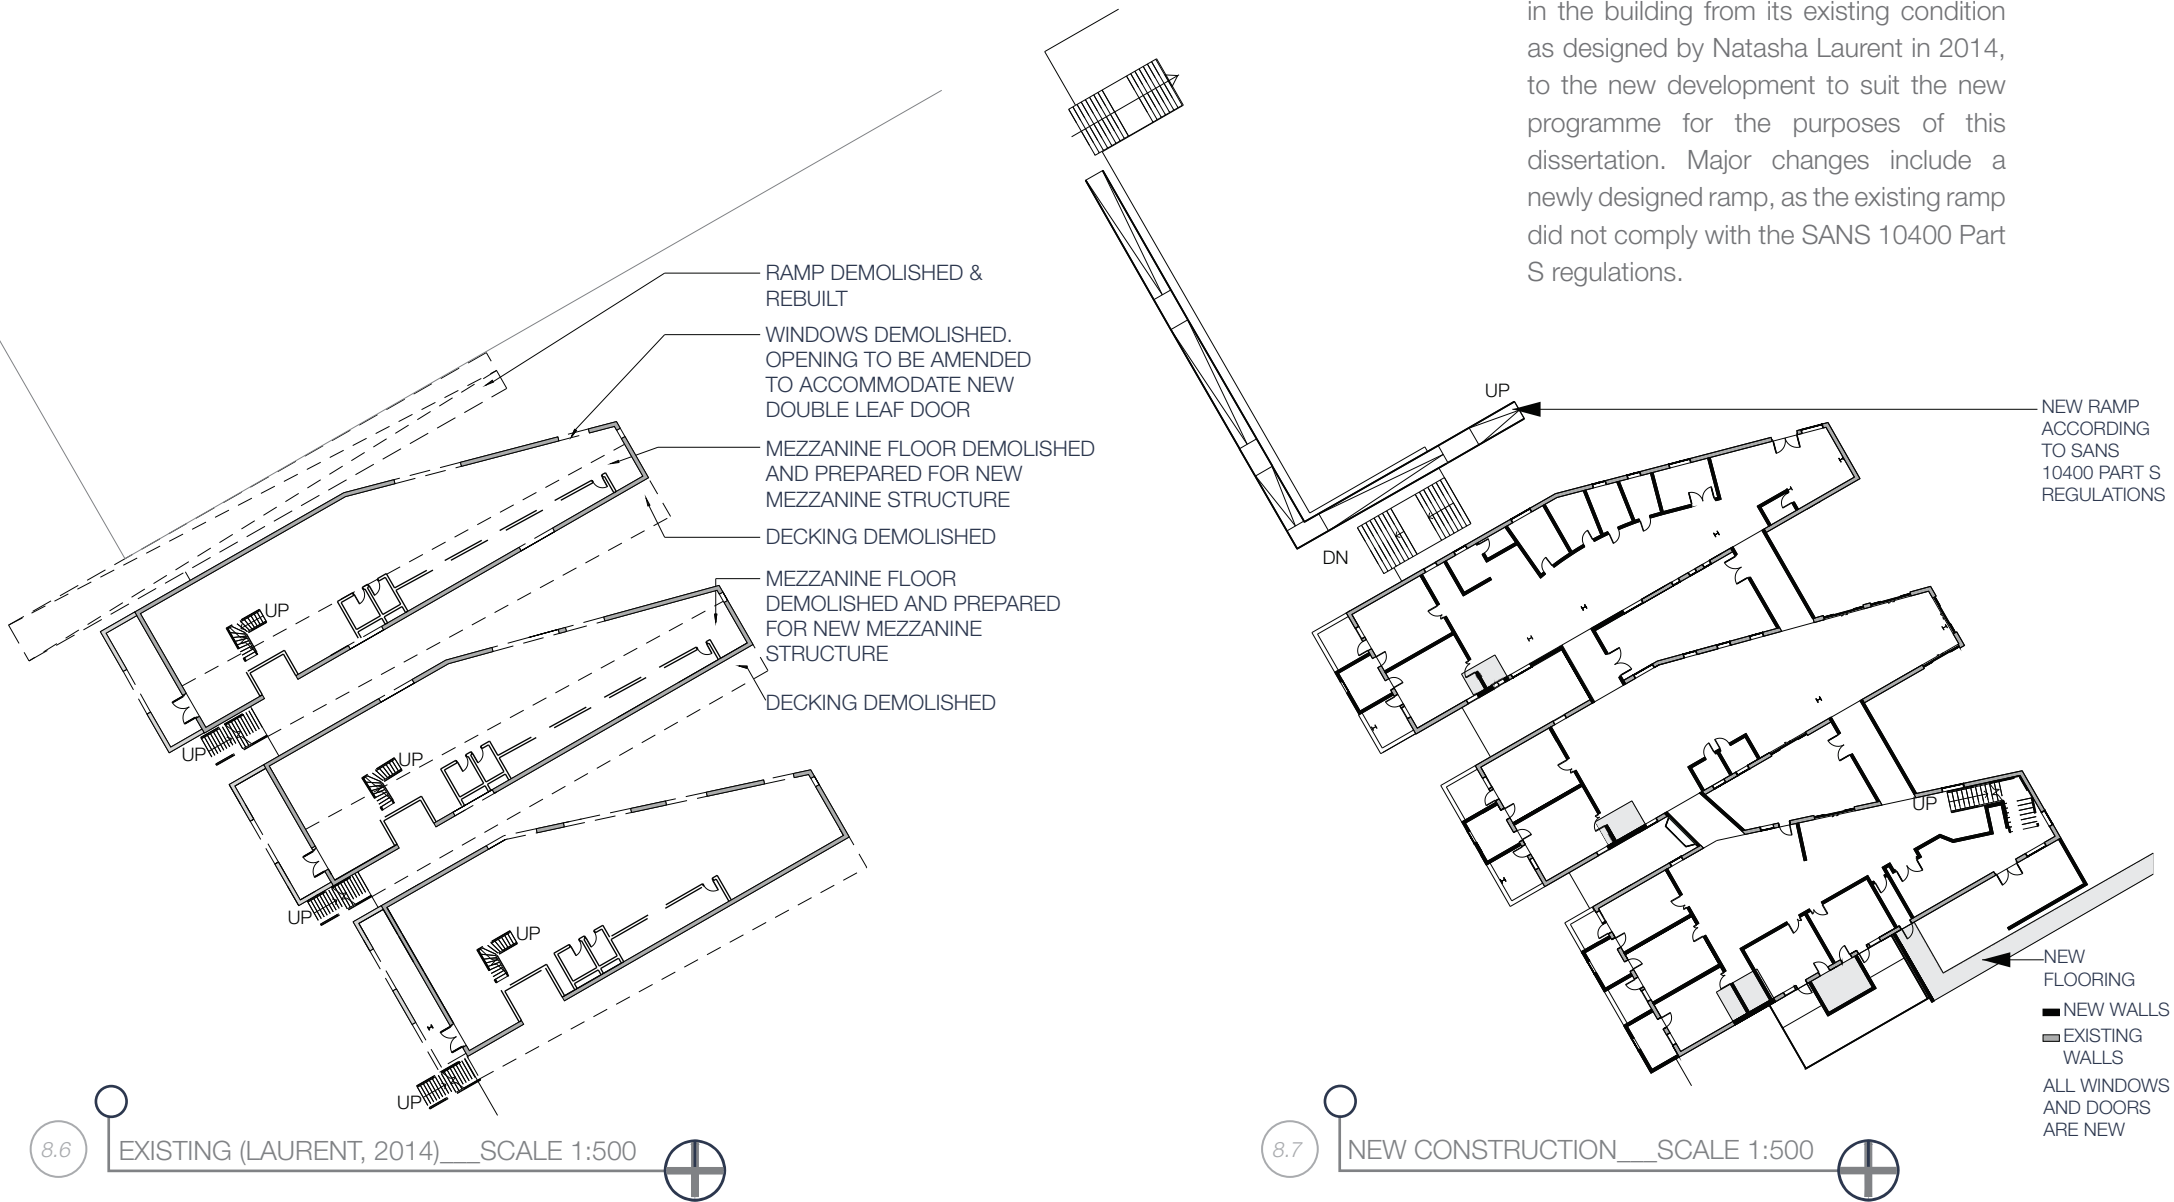 in the building from its existing condition
as designed by Natasha Laurent in 2014,
to the new development to suit the new
programme for the purposes of this
dissertation. Major changes include a
newly designed ramp, as the existing ramp
did not comply with the SANS 10400 Part
S regulations.
RAMP DEMOLISHED &
REBUILT
WINDOWS DEMOLISHED.
OPENING TO BE AMENDED
TO ACCOMMODATE NEW
DOUBLE LEAF DOOR
MEZZANINE FLOOR DEMOLISHED
AND PREPARED FOR NEW
MEZZANINE STRUCTURE
DECKING DEMOLISHED
MEZZANINE FLOOR
DEMOLISHED AND PREPARED
FOR NEW MEZZANINE
STRUCTURE
DECKING DEMOLISHED
UP
UP
UP
UP
UP
UP
8.6
EXISTING (LAURENT, 2014)___SCALE 1:500
UP
DN
UP
NEW RAMP
ACCORDING
TO SANS
10400 PART S
REGULATIONS
NEW
FLOORING
NEW WALLS
EXISTING
WALLS
ALL WINDOWS
AND DOORS
ARE NEW
8.7
NEW CONSTRUCTION___SCALE 1:500